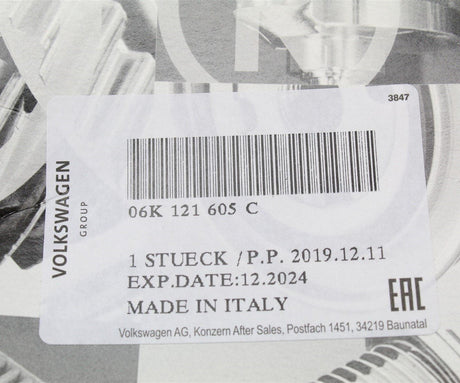 3847
VOLKSWAGEN
GROUP
06K 121 605 C
1 STUECK / P.P. 2019.12.11
EXP.DATE:12.2024
MADE IN ITALY
EAC
Volkswagen AG, Konzern After Sales, Postfach 1451, 34219 Baunatal